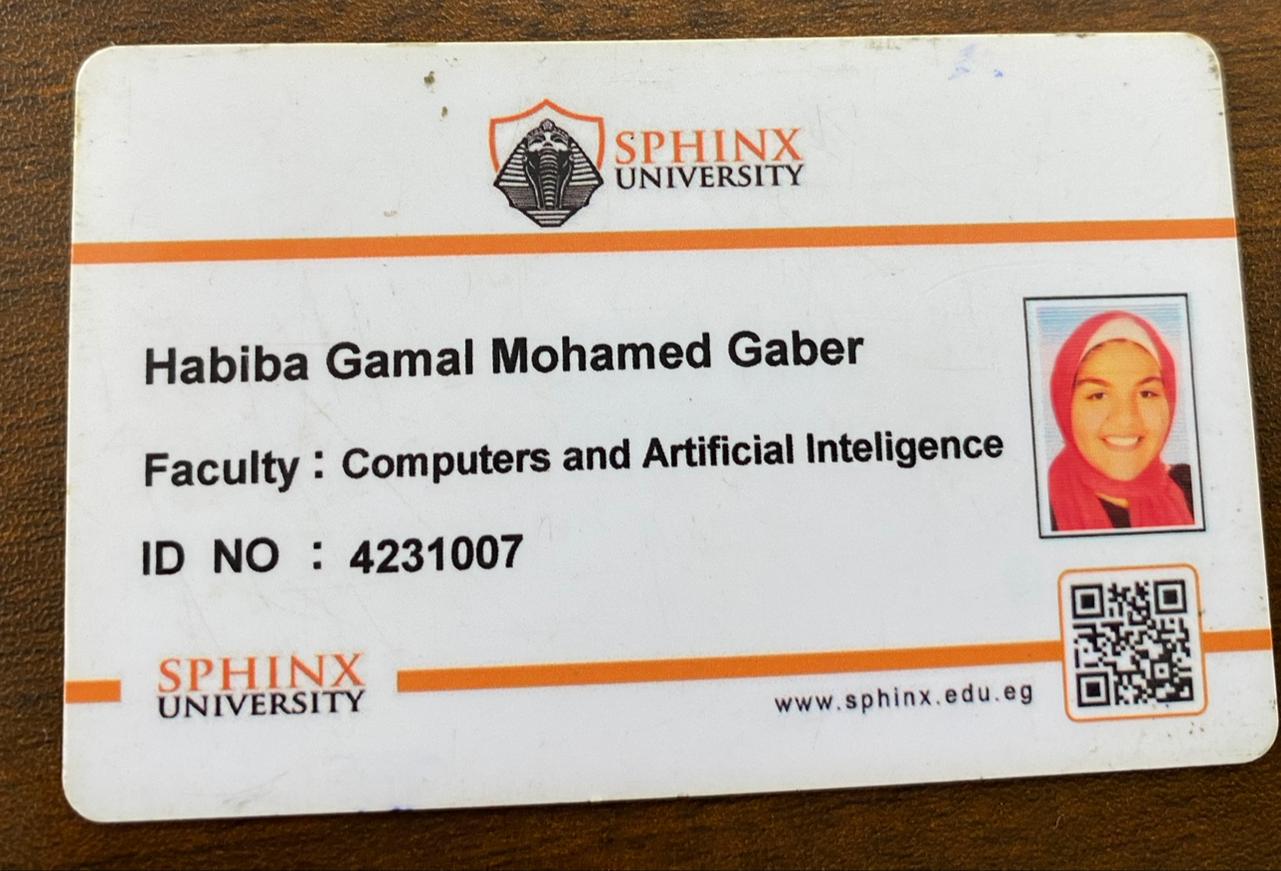 SPHINX
UNIVERSITY
Habiba Gamal Mohamed Gaber
Faculty : Computers and Artificial Inteligence
ID NO : 4231007
SPHINX
UNIVERSITY
www.sphinx.edu.eg